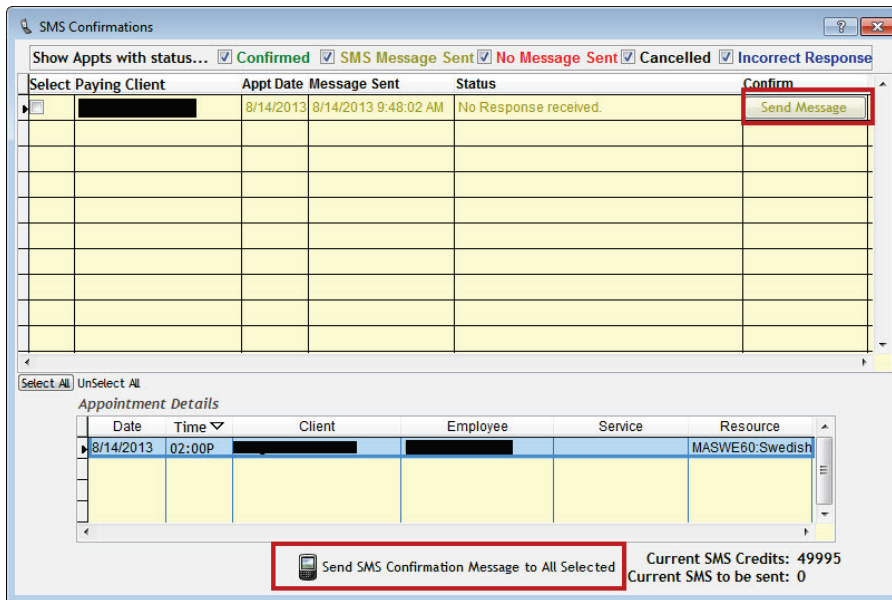 SMS Confirmations
Show Appts with status... Confirmed SMS Message Sent No Message Sent Cancelled Incorrect Response
Select Paying Client Appt Date Message Sent Status Confirm
8/14/2013 8/14/2013 9:48:02 AM No Response received. Send Message
Select All UnSelect All
Appointment Details
Date Time Client Employee Service Resource
8/14/2013 02:00P MASWE60:Swedish
Send SMS Confirmation Message to All Selected
Current SMS Credits: 49995
Current SMS to be sent: 0